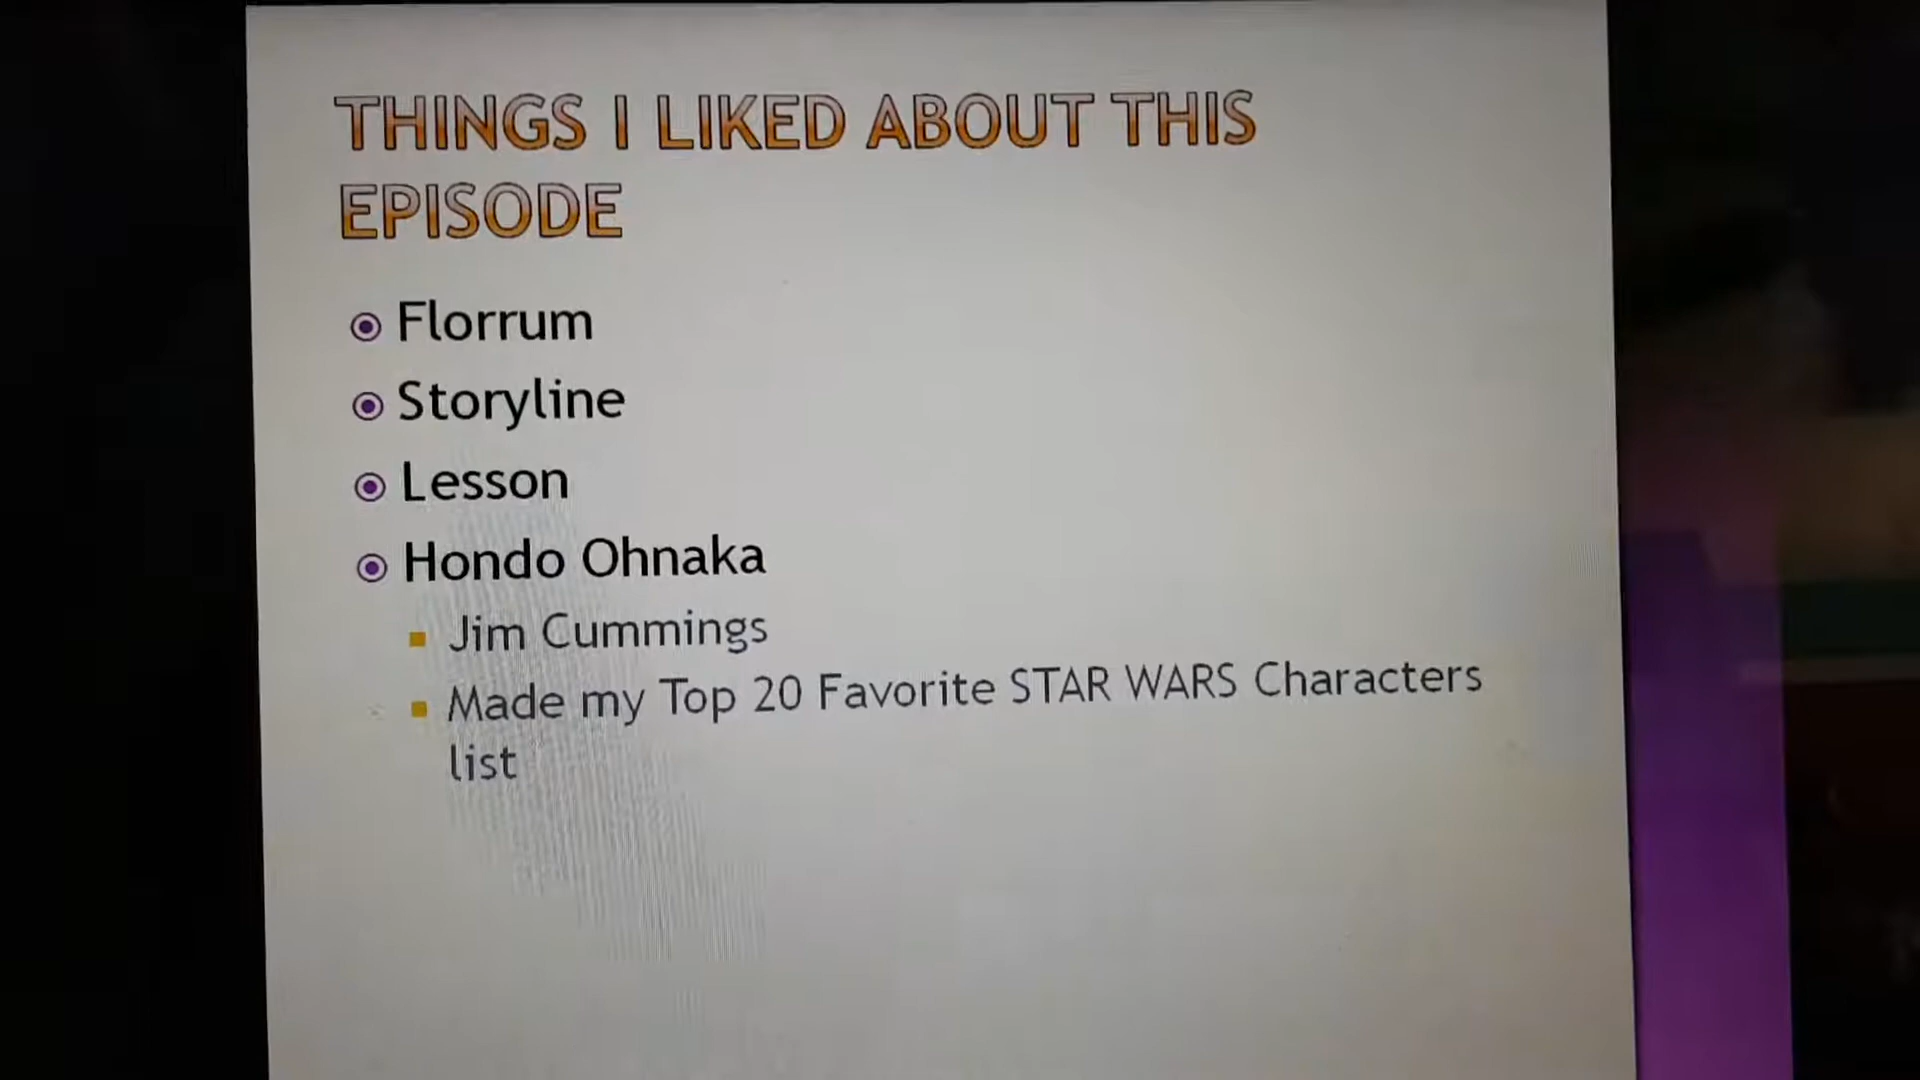 THINGS I LIKED ABOUT THIS
EPISODE
Florrum
Storyline
Lesson
Hondo Ohnaka
Jim Cummings
Made my Top 20 Favorite STAR WARS Characters
list